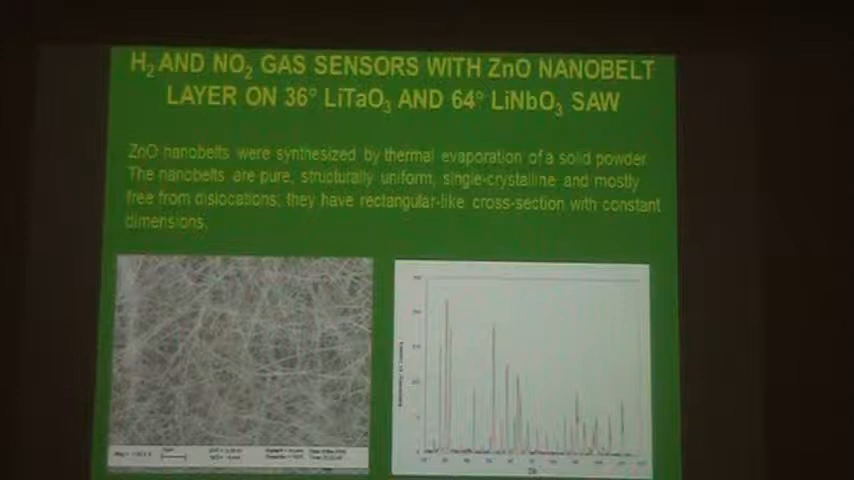 H₂ AND NO₂ GAS SENSORS WITH ZnO NANOBELT
LAYER ON 36° LiTaO₃ AND 64° LiNbO₃ SAW
ZnO nanobelts were synthesized by thermal evaporation of a solid powder.
The nanobelts are pure, structurally uniform, single-crystalline and mostly
free from dislocations; they have rectangular-like cross-section with constant
dimensions.